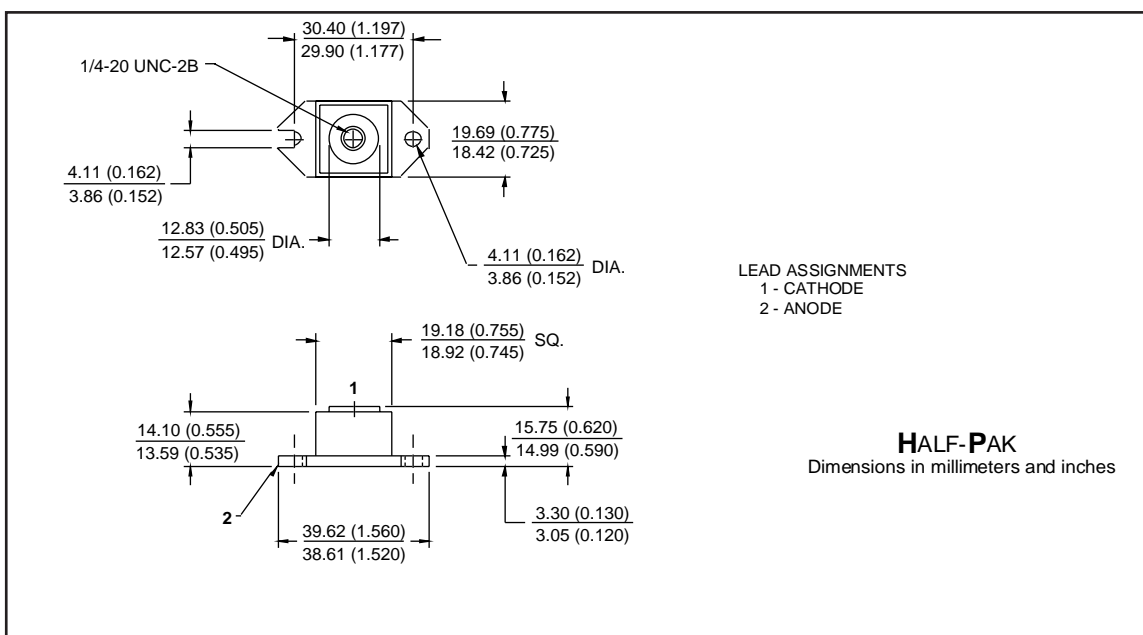 30.40 (1.197)
29.90 (1.177)
1/4-20 UNC-2B
19.69 (0.775)
18.42 (0.725)
4.11 (0.162)
3.86 (0.152)
12.83 (0.505)
12.57 (0.495)
DIA.
4.11 (0.162)
3.86 (0.152)
DIA.
LEAD ASSIGNMENTS
1 - CATHODE
2 - ANODE
19.18 (0.755)
18.92 (0.745)
SQ.
1
14.10 (0.555)
13.59 (0.535)
15.75 (0.620)
14.99 (0.590)
HALF-PAK
Dimensions in millimeters and inches
2
39.62 (1.560)
38.61 (1.520)
3.30 (0.130)
3.05 (0.120)